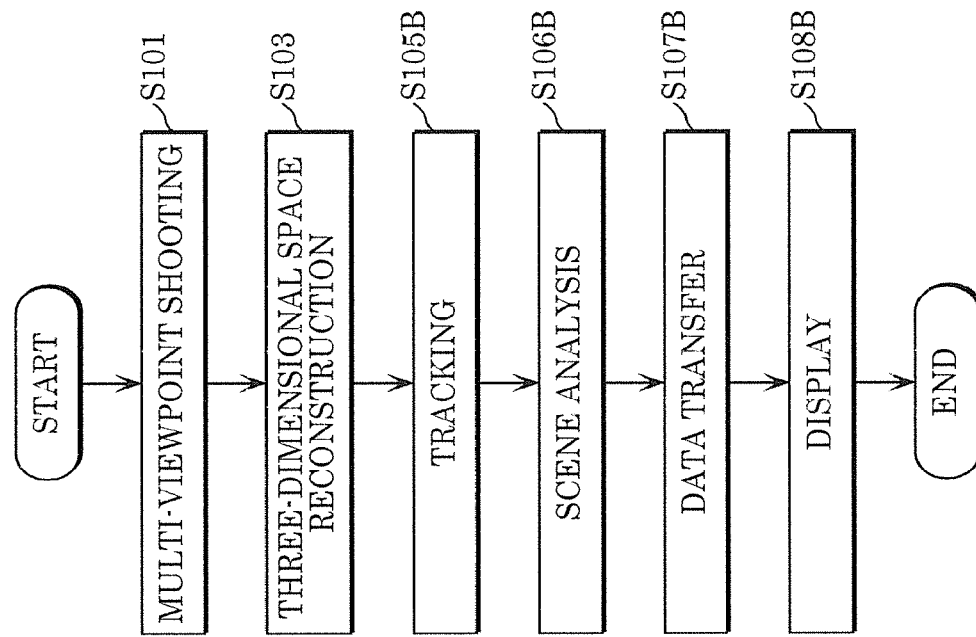 START
MULTI-VIEWPOINT SHOOTING
S101
THREE-DIMENSIONAL SPACE
RECONSTRUCTION
S103
TRACKING
S105B
SCENE ANALYSIS
S106B
DATA TRANSFER
S107B
DISPLAY
S108B
END